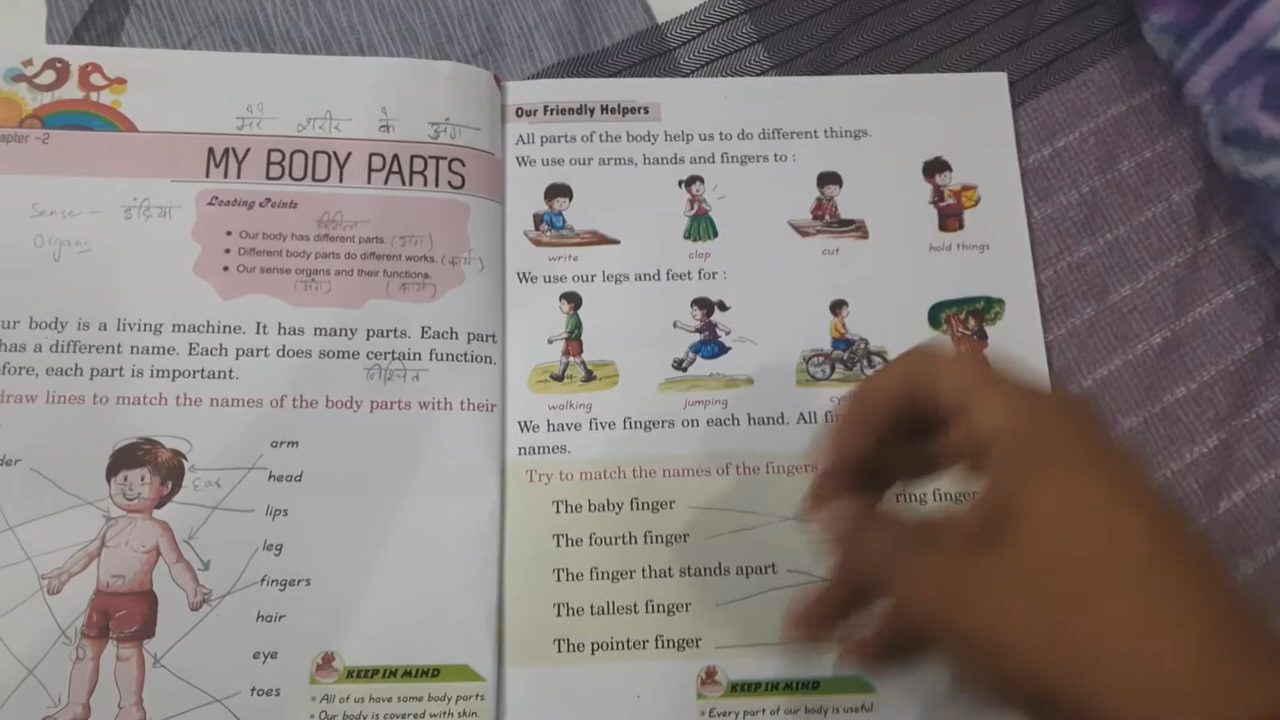 apter -2
मेरे शरीर के अंग
MY BODY PARTS
Sense - इंद्रियां
Organs
Leading Points
विभिन्न
• Our body has different parts. (अंग)
• Different body parts do different works. (कार्य)
• Our sense organs and their functions.
(अंग) (कार्य)
ur body is a living machine. It has many parts. Each part
has a different name. Each part does some certain function.
fore, each part is important. निश्चित
draw lines to match the names of the body parts with their
der
arm
head
Ear
lips
leg
fingers
hair
eye
toes
KEEP IN MIND
• All of us have same body parts.
• Our body is covered with skin.
Our Friendly Helpers
All parts of the body help us to do different things.
We use our arms, hands and fingers to :
write clap cut hold things
We use our legs and feet for :
walking jumping cyc
We have five fingers on each hand. All fin
names.
Try to match the names of the fingers
The baby finger ring finger
The fourth finger
The finger that stands apart
The tallest finger
The pointer finger
KEEP IN MIND
• Every part of our body is useful